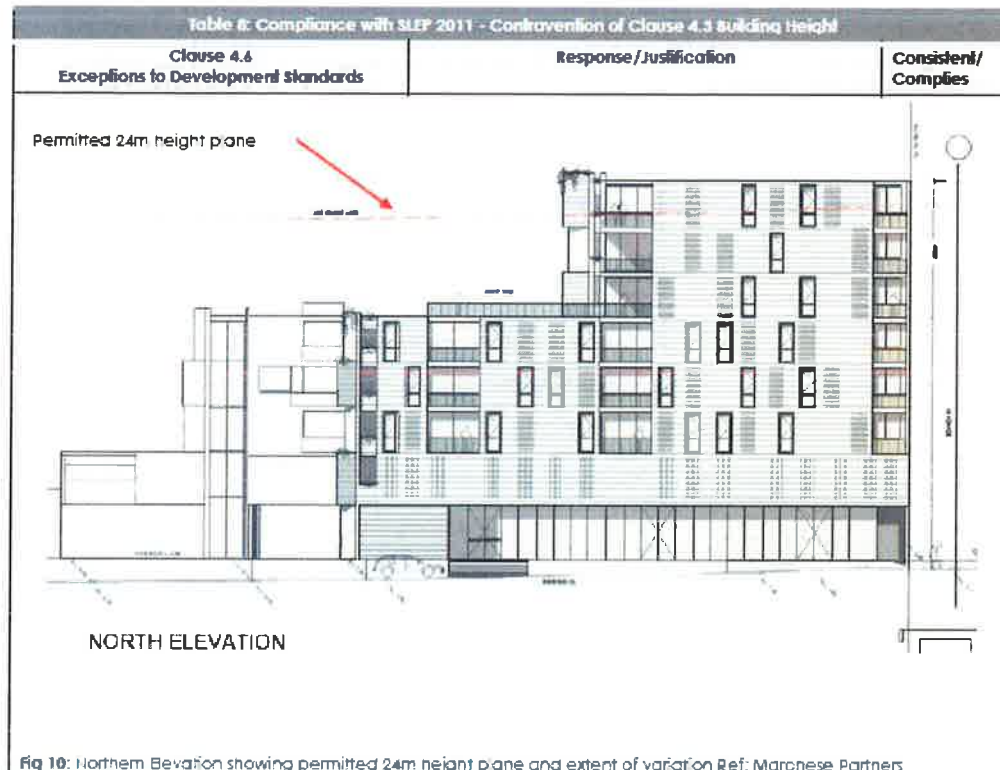 Table 8: Compliance with SLEP 2011 - Contravention of Clause 4.3 Building Height
Clause 4.6
Exceptions to Development Standards
Response/Justification
Consistent/
Complies
Permitted 24m height plane
NORTH ELEVATION
Fig 10: Northern Elevation showing permitted 24m height plane and extent of variation Ref: Marchese Partners